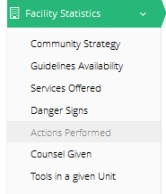 Facility Statistics
Community Strategy
Guidelines Availability
Services Offered
Danger Signs
Actions Performed
Counsel Given
Tools in a given Unit